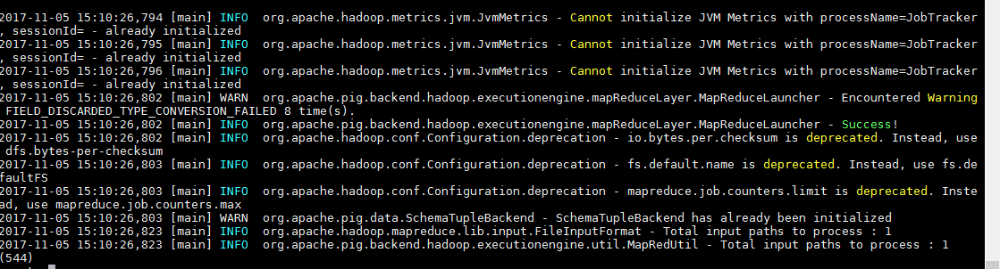 2017-11-05 15:10:26,794 [main] INFO  org.apache.hadoop.metrics.jvm.JvmMetrics - Cannot initialize JVM Metrics with processName=JobTracker
, sessionId= - already initialized
2017-11-05 15:10:26,795 [main] INFO  org.apache.hadoop.metrics.jvm.JvmMetrics - Cannot initialize JVM Metrics with processName=JobTracker
, sessionId= - already initialized
2017-11-05 15:10:26,796 [main] INFO  org.apache.hadoop.metrics.jvm.JvmMetrics - Cannot initialize JVM Metrics with processName=JobTracker
, sessionId= - already initialized
2017-11-05 15:10:26,802 [main] WARN  org.apache.pig.backend.hadoop.executionengine.mapReduceLayer.MapReduceLauncher - Encountered Warning
 FIELD_DISCARDED_TYPE_CONVERSION_FAILED 8 time(s).
2017-11-05 15:10:26,802 [main] INFO  org.apache.pig.backend.hadoop.executionengine.mapReduceLayer.MapReduceLauncher - Success!
2017-11-05 15:10:26,802 [main] INFO  org.apache.hadoop.conf.Configuration.deprecation - io.bytes.per.checksum is deprecated. Instead, use
 dfs.bytes-per-checksum
2017-11-05 15:10:26,803 [main] INFO  org.apache.hadoop.conf.Configuration.deprecation - fs.default.name is deprecated. Instead, use fs.de
faultFS
2017-11-05 15:10:26,803 [main] INFO  org.apache.hadoop.conf.Configuration.deprecation - mapreduce.job.counters.limit is deprecated. Inste
ad, use mapreduce.job.counters.max
2017-11-05 15:10:26,803 [main] WARN  org.apache.pig.data.SchemaTupleBackend - SchemaTupleBackend has already been initialized
2017-11-05 15:10:26,823 [main] INFO  org.apache.hadoop.mapreduce.lib.input.FileInputFormat - Total input paths to process : 1
2017-11-05 15:10:26,823 [main] INFO  org.apache.pig.backend.hadoop.executionengine.util.MapRedUtil - Total input paths to process : 1
(544)